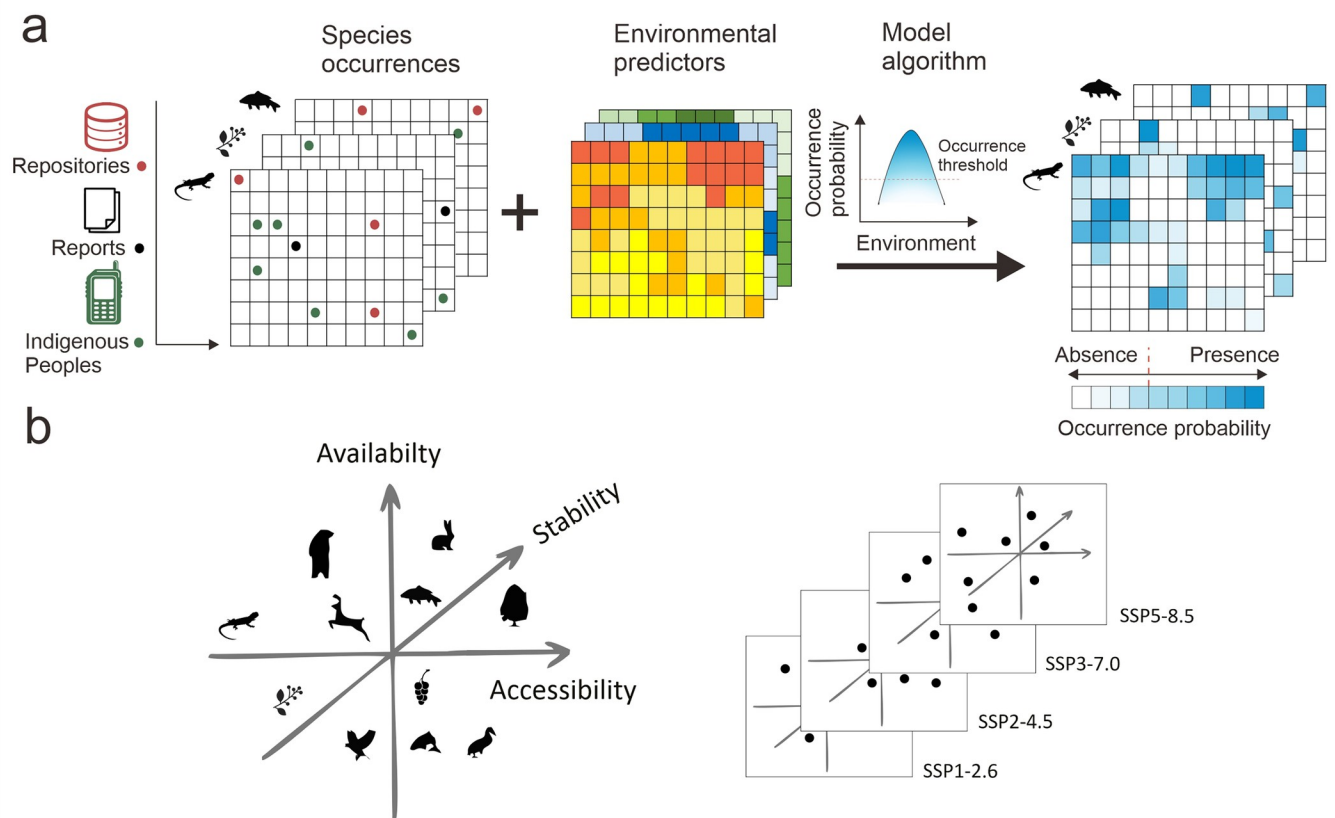 a
Species
occurrences
Environmental
predictors
Model
algorithm
Repositories
Reports
Indigenous
Peoples
Occurrence
probability
Occurrence
threshold
Environment
Absence
Presence
Occurrence probability
b
Availabilty
Stability
Accessibility
SSP5-8.5
SSP3-7.0
SSP2-4.5
SSP1-2.6